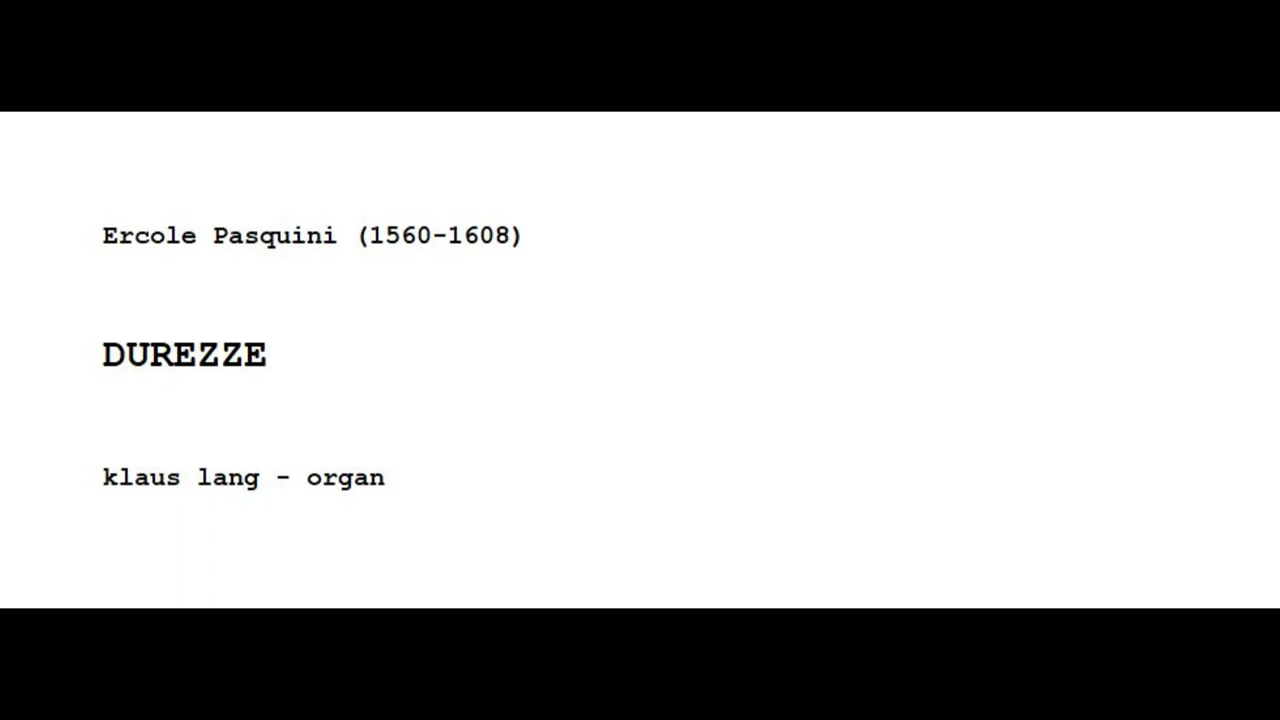 Ercole Pasquini (1560-1608)
DUREZZE
klaus lang - organ